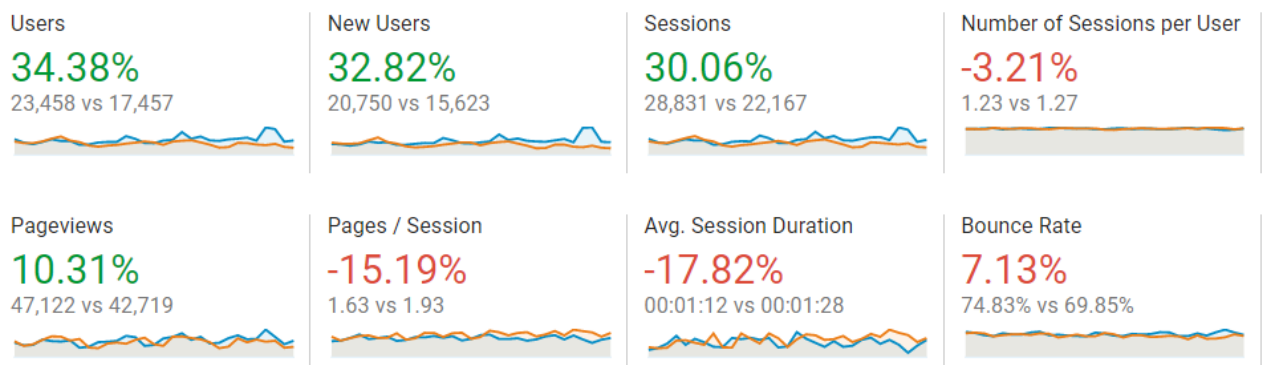 Users
34.38%
23,458 vs 17,457
New Users
32.82%
20,750 vs 15,623
Sessions
30.06%
28,831 vs 22,167
Number of Sessions per User
-3.21%
1.23 vs 1.27
Pageviews
10.31%
47,122 vs 42,719
Pages / Session
-15.19%
1.63 vs 1.93
Avg. Session Duration
-17.82%
00:01:12 vs 00:01:28
Bounce Rate
7.13%
74.83% vs 69.85%